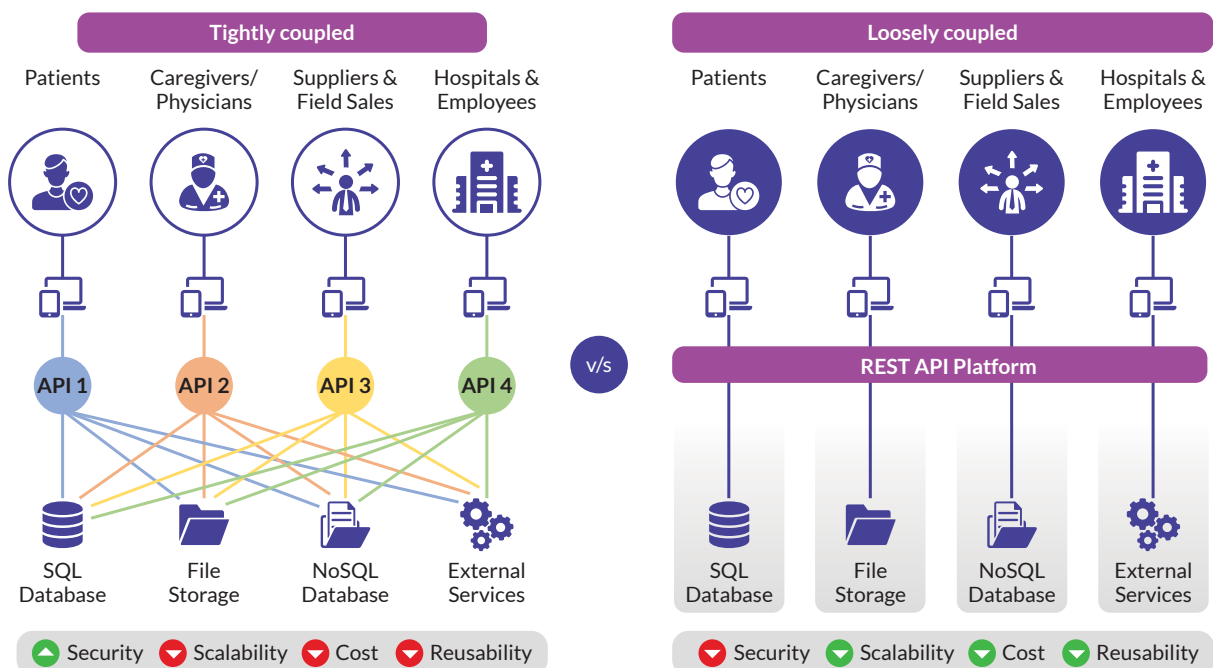 Tightly coupled
Patients
Caregivers/
Physicians
Suppliers &
Field Sales
Hospitals &
Employees
API 1
API 2
API 3
API 4
SQL
Database
File
Storage
NoSQL
Database
External
Services
Security
Scalability
Cost
Reusability
v/s
Loosely coupled
Patients
Caregivers/
Physicians
Suppliers &
Field Sales
Hospitals &
Employees
REST API Platform
SQL
Database
File
Storage
NoSQL
Database
External
Services
Security
Scalability
Cost
Reusability